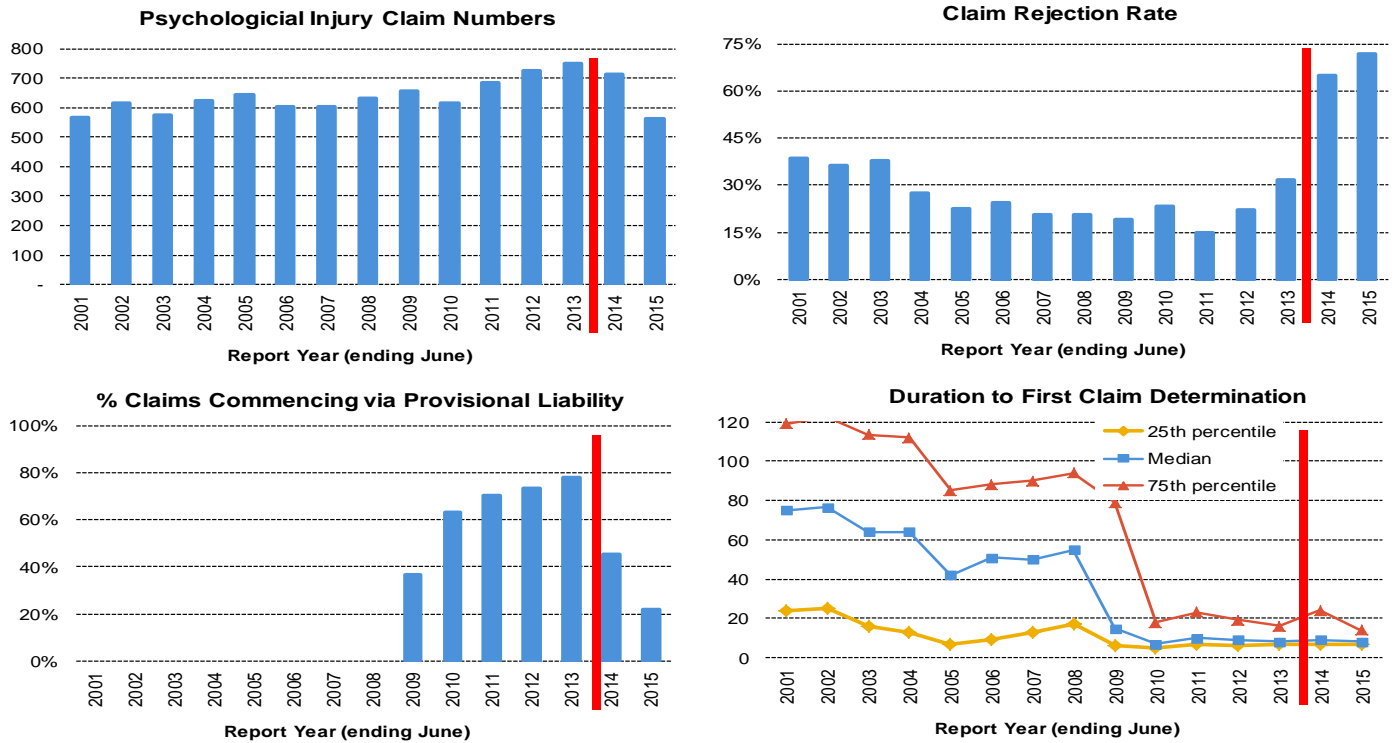 Psychologicial Injury Claim Numbers
800
700
600
500
400
300
200
100
-
2001 2002 2003 2004 2005 2006 2007 2008 2009 2010 2011 2012 2013 2014 2015
Report Year (ending June)
Claim Rejection Rate
75%
60%
45%
30%
15%
0%
2001 2002 2003 2004 2005 2006 2007 2008 2009 2010 2011 2012 2013 2014 2015
Report Year (ending June)
% Claims Commencing via Provisional Liability
100%
80%
60%
40%
20%
0%
2001 2002 2003 2004 2005 2006 2007 2008 2009 2010 2011 2012 2013 2014 2015
Report Year (ending June)
Duration to First Claim Determination
25th percentile
Median
75th percentile
120
100
80
60
40
20
0
2001 2002 2003 2004 2005 2006 2007 2008 2009 2010 2011 2012 2013 2014 2015
Report Year (ending June)